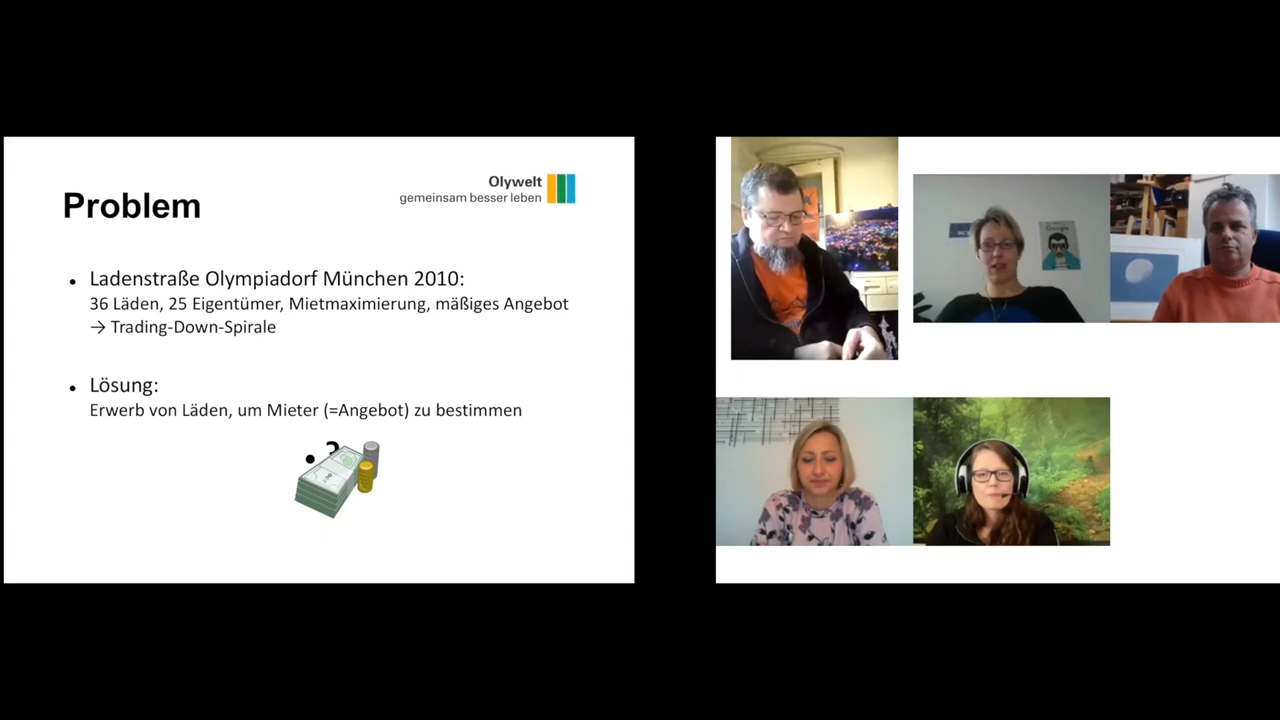 Problem
Olywelt
gemeinsam besser leben
• Ladenstraße Olympiadorf München 2010:
36 Läden, 25 Eigentümer, Mietmaximierung, mäßiges Angebot
→ Trading-Down-Spirale
• Lösung:
Erwerb von Läden, um Mieter (=Angebot) zu bestimmen
• ?
Google